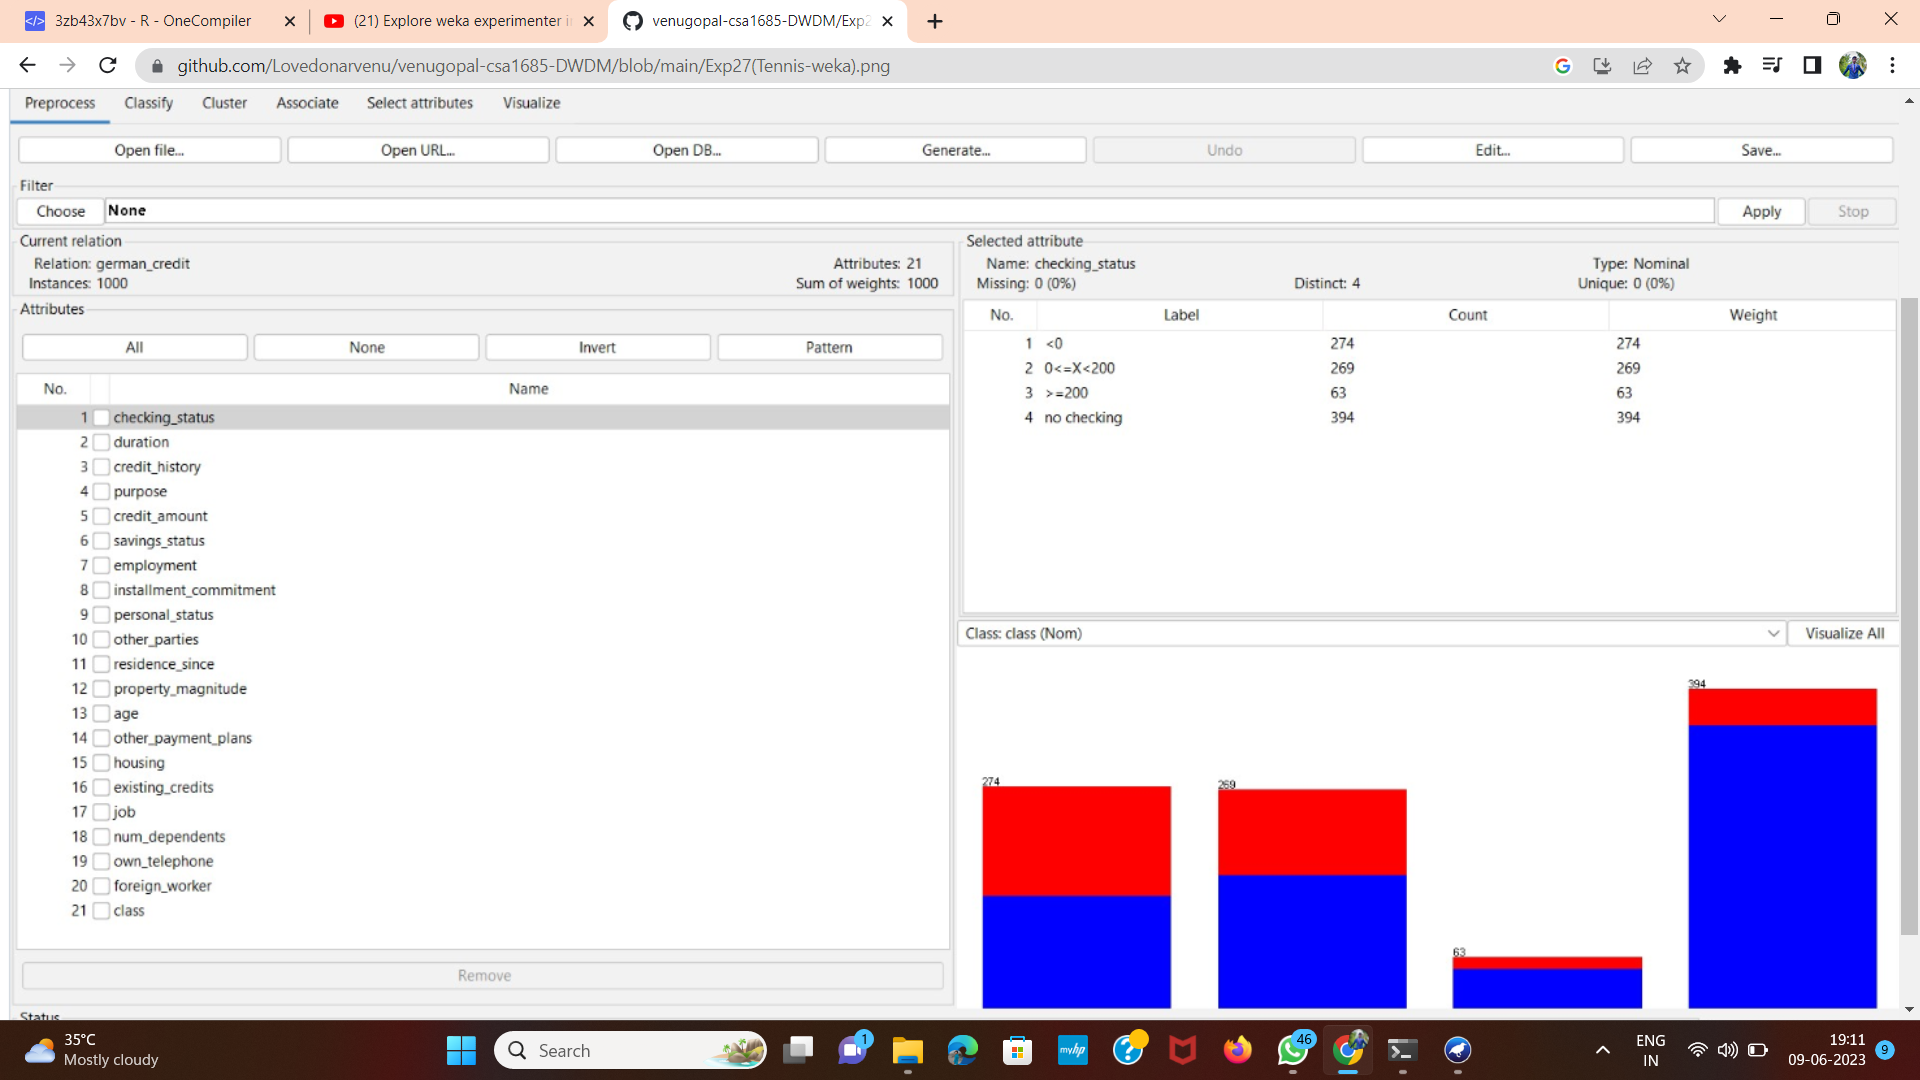 3zb43x7bv - R - OneCompiler
(21) Explore weka experimenter i
venugopal-csa1685-DWDM/Exp2
github.com/Lovedonarvenu/venugopal-csa1685-DWDM/blob/main/Exp27(Tennis-weka).png
Preprocess Classify Cluster Associate Select attributes Visualize
Open file... Open URL... Open DB... Generate... Undo Edit... Save...
Filter
Choose None Apply Stop
Current relation
Relation: german_credit Attributes: 21
Instances: 1000 Sum of weights: 1000
Attributes
All None Invert Pattern
No. Name
1 checking_status
2 duration
3 credit_history
4 purpose
5 credit_amount
6 savings_status
7 employment
8 installment_commitment
9 personal_status
10 other_parties
11 residence_since
12 property_magnitude
13 age
14 other_payment_plans
15 housing
16 existing_credits
17 job
18 num_dependents
19 own_telephone
20 foreign_worker
21 class
Remove
Status
Selected attribute
Name: checking_status Type: Nominal
Missing: 0 (0%) Distinct: 4 Unique: 0 (0%)
No. Label Count Weight
1 <0 274 274
2 0<=X<200 269 269
3 >=200 63 63
4 no checking 394 394
Class: class (Nom) Visualize All
274
269
63
394
35°C
Mostly cloudy
Search
1
myhp
46
ENG
IN
19:11
09-06-2023
9